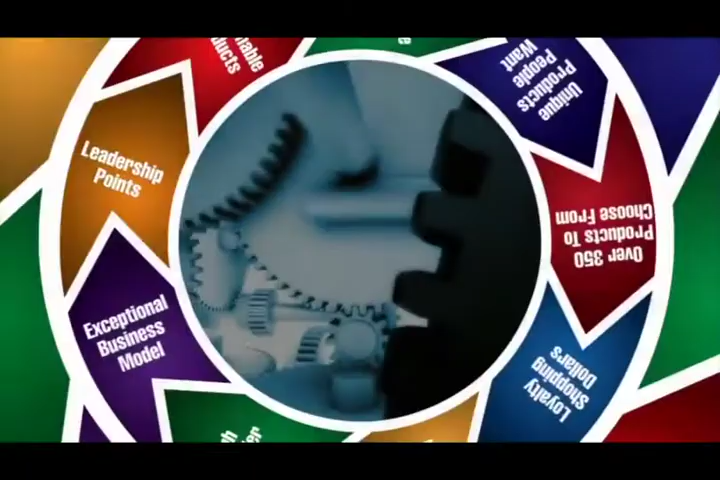 Unique
Products
People
Want
Leadership
Points
Over 350
Products To
Choose From
Exceptional
Business
Model
Loyalty
Shopping
Dollars